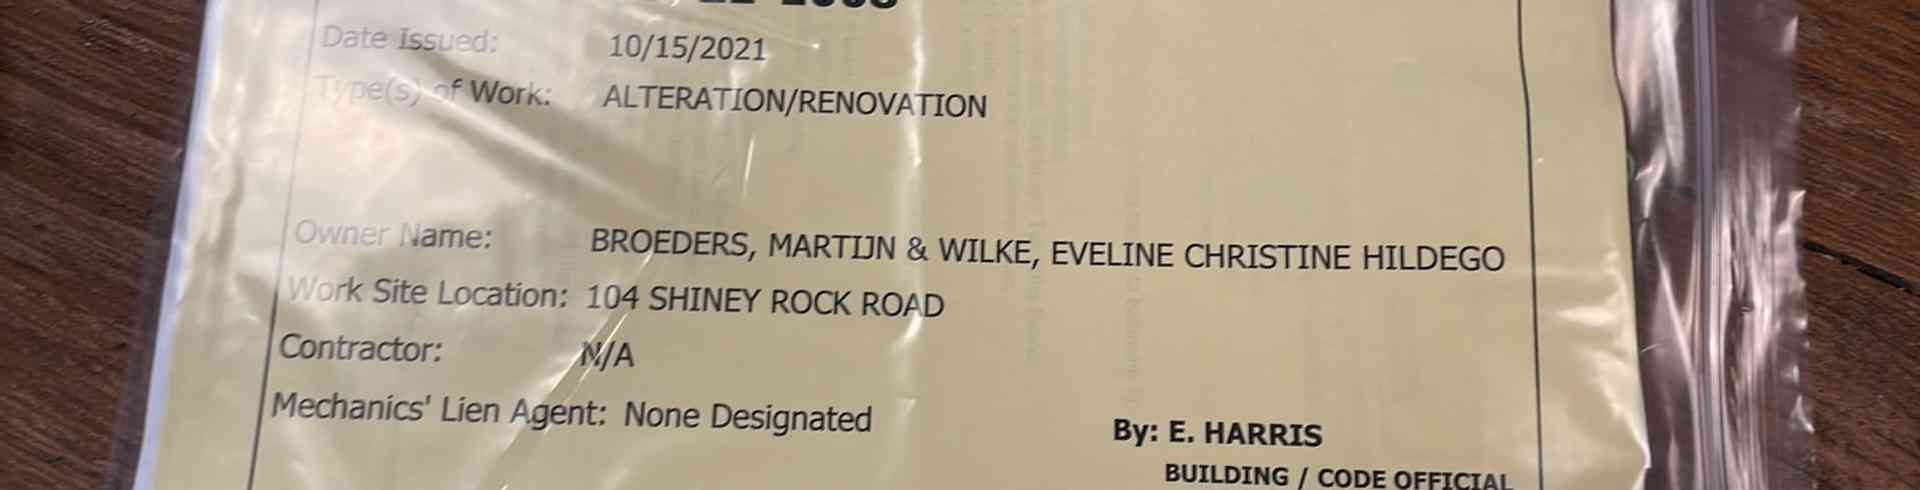 Date Issued: 10/15/2021
Type(s) of Work: ALTERATION/RENOVATION
Owner Name: BROEDERS, MARTIJN & WILKE, EVELINE CHRISTINE HILDEGO
Work Site Location: 104 SHINEY ROCK ROAD
Contractor: N/A
Mechanics' Lien Agent: None Designated
By: E. HARRIS
BUILDING / CODE OFFICIAL